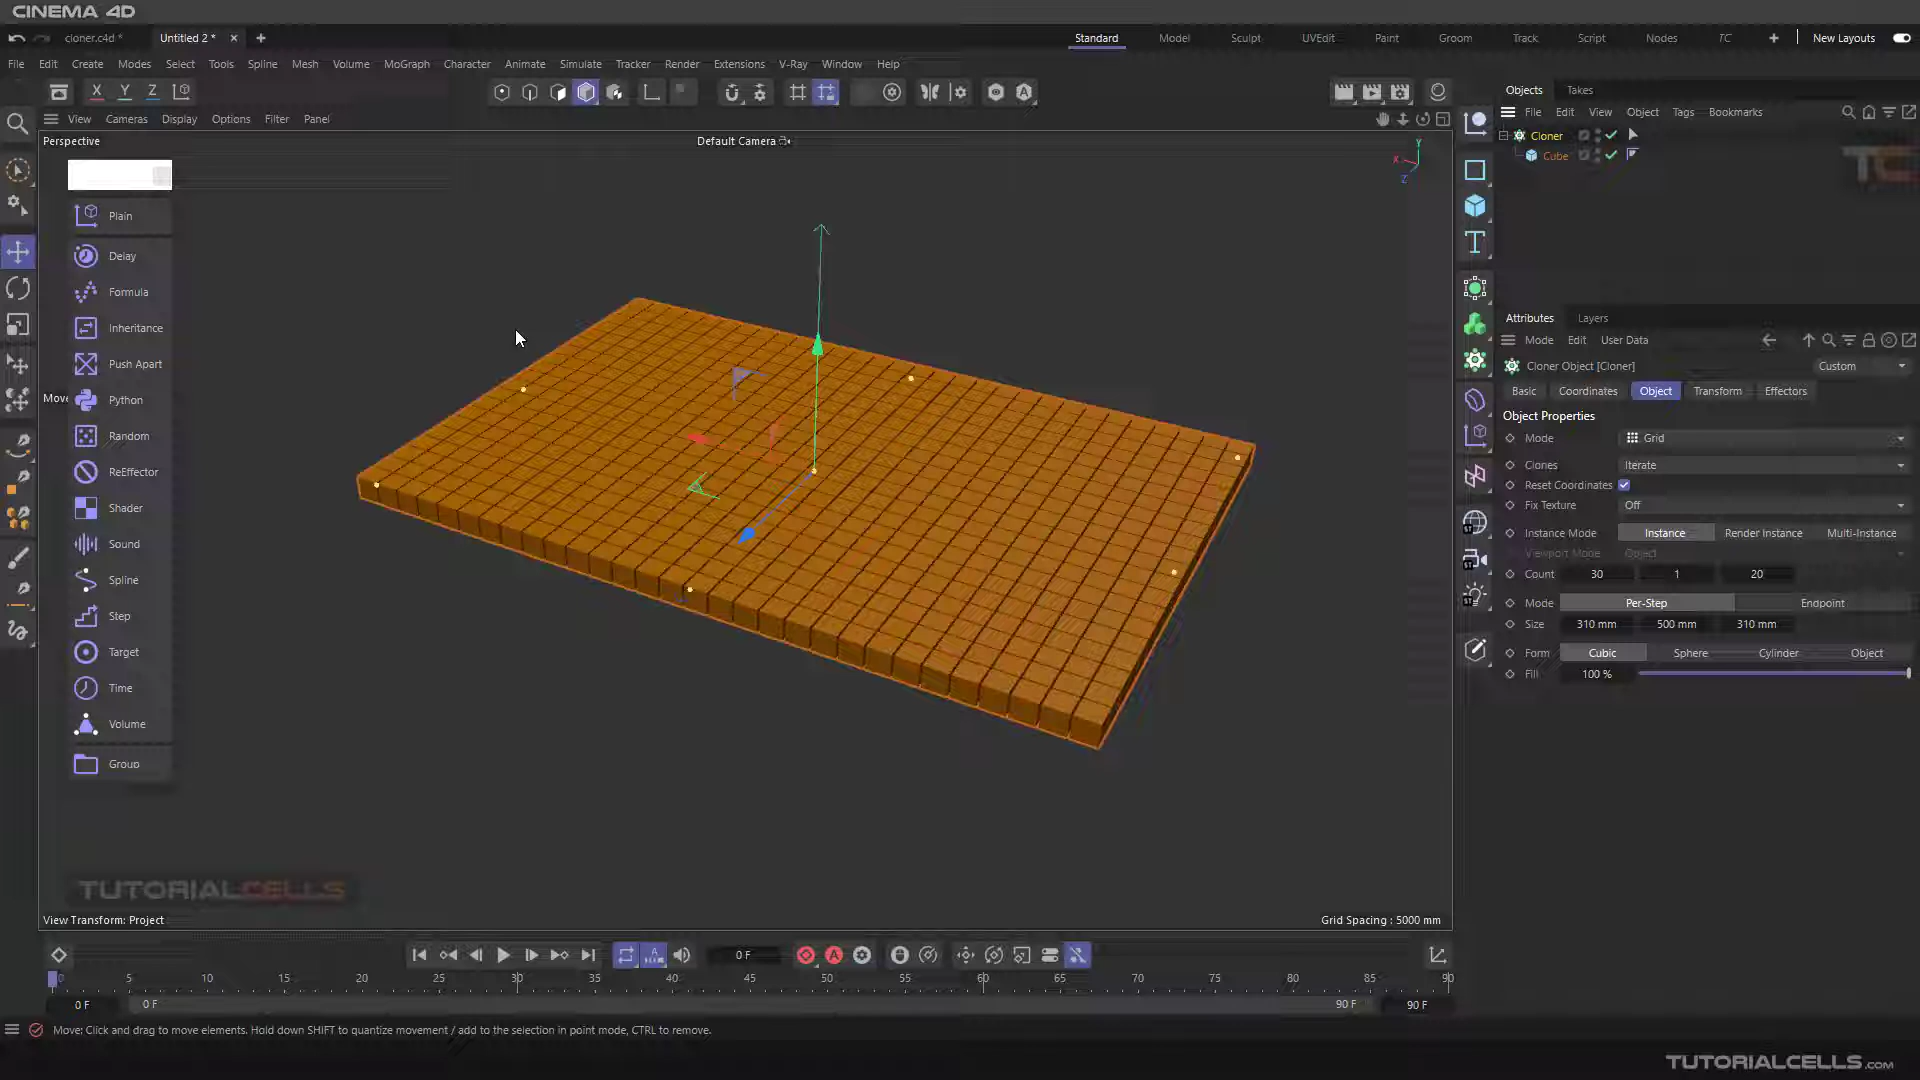 CINEMA 4D
cloner.c4d *
Untitled 2 *
Standard
Model
Sculpt
UVEdit
Paint
Groom
Track
Script
Nodes
TC
New Layouts
File Edit Create Modes Select Tools Spline Mesh Volume MoGraph Character Animate Simulate Tracker Render Extensions V-Ray Window Help
X Y Z
Objects Takes
View Cameras Display Options Filter Panel
File Edit View Object Tags Bookmarks
Perspective
Default Camera
Y
X
Z
Cloner
Cube
TC
Plain
Delay
Formula
Inheritance
Push Apart
Move
Python
Random
ReEffector
Shader
Sound
Spline
Step
Target
Time
Volume
Group
Attributes Layers
Mode Edit User Data
Cloner Object [Cloner]
Custom
Basic Coordinates Object Transform Effectors
Object Properties
Mode Grid
Clones Iterate
Reset Coordinates
Fix Texture Off
Instance Mode Instance Render Instance Multi-Instance
Viewport Mode Object
Count 30 1 20
Mode Per-Step Endpoint
Size 310 mm 500 mm 310 mm
Form Cubic Sphere Cylinder Object
Fill 100 %
TUTORIALCELLS
View Transform: Project
Grid Spacing : 5000 mm
0 F
0 5 10 15 20 25 30 35 40 45 50 55 60 65 70 75 80 85 90
0 F 0 F 90 F 90 F
Move: Click and drag to move elements. Hold down SHIFT to quantize movement / add to the selection in point mode, CTRL to remove.
TUTORIALCELLS.COM